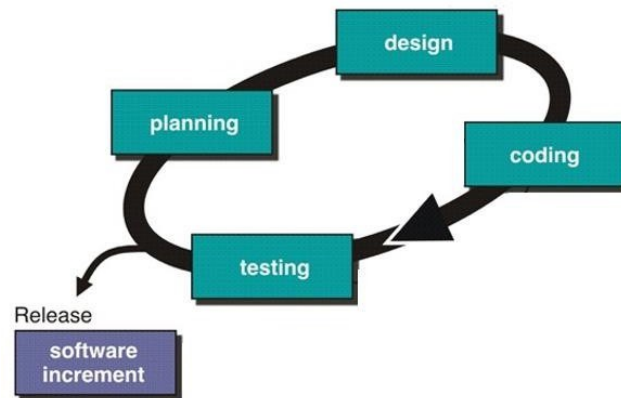 design
planning
coding
testing
Release
software
increment